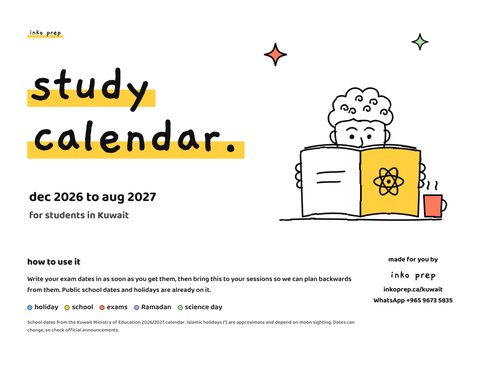 inko prep
study
calendar.
dec 2026 to aug 2027
for students in Kuwait
how to use it
Write your exam dates in as soon as you get them, then bring this to your sessions so we can plan backwards
from them. Public school dates and holidays are already on it.
holiday school exams Ramadan science day
School dates from the Kuwait Ministry of Education 2026/2027 calendar. Islamic holidays (*) are approximate and depend on moon sighting. Dates can
change, so check official announcements.
made for you by
inko prep
inkoprep.ca/kuwait
WhatsApp +965 9673 5835